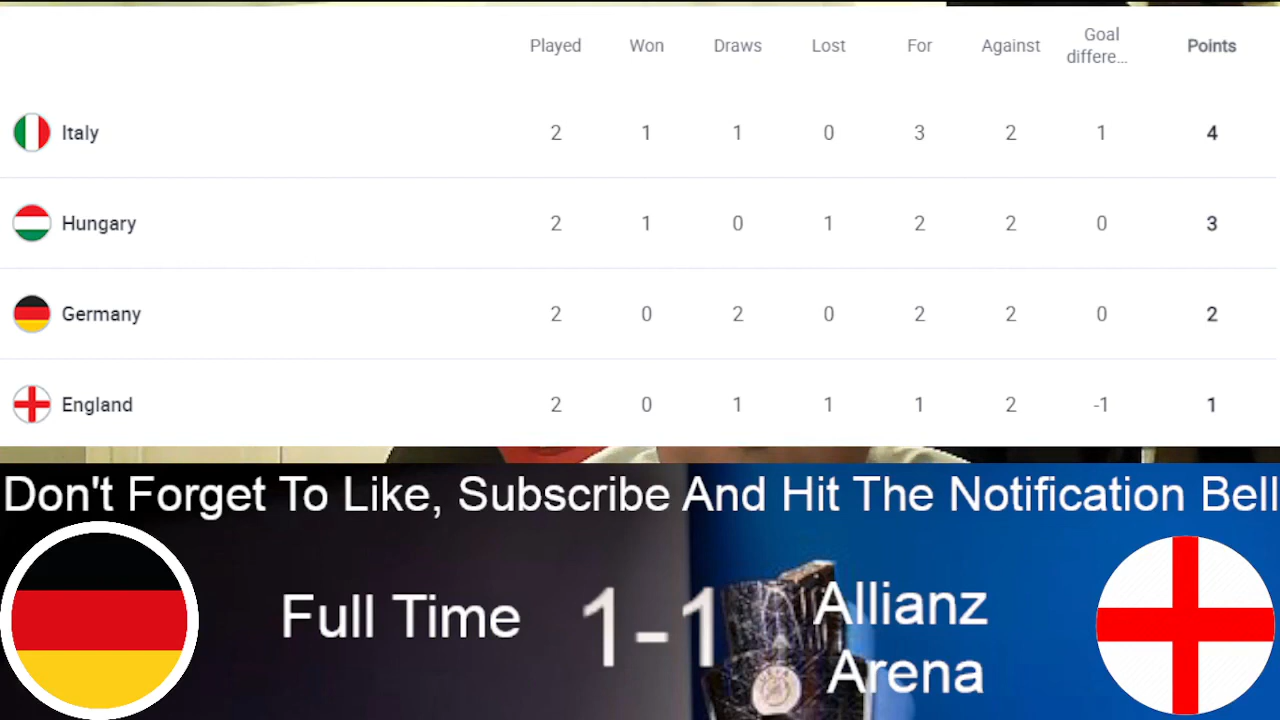 Played Won Draws Lost For Against Goal differe... Points
Italy 2 1 1 0 3 2 1 4
Hungary 2 1 0 1 2 2 0 3
Germany 2 0 2 0 2 2 0 2
England 2 0 1 1 1 2 -1 1
Don't Forget To Like, Subscribe And Hit The Notification Bell
Full Time 1-1 Allianz
Arena